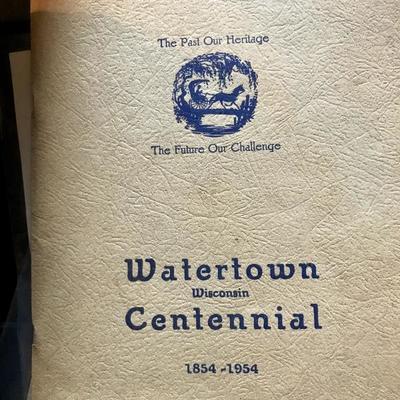 The Past Our Heritage
The Future Our Challenge
Watertown
Wisconsin
Centennial
1854-1954